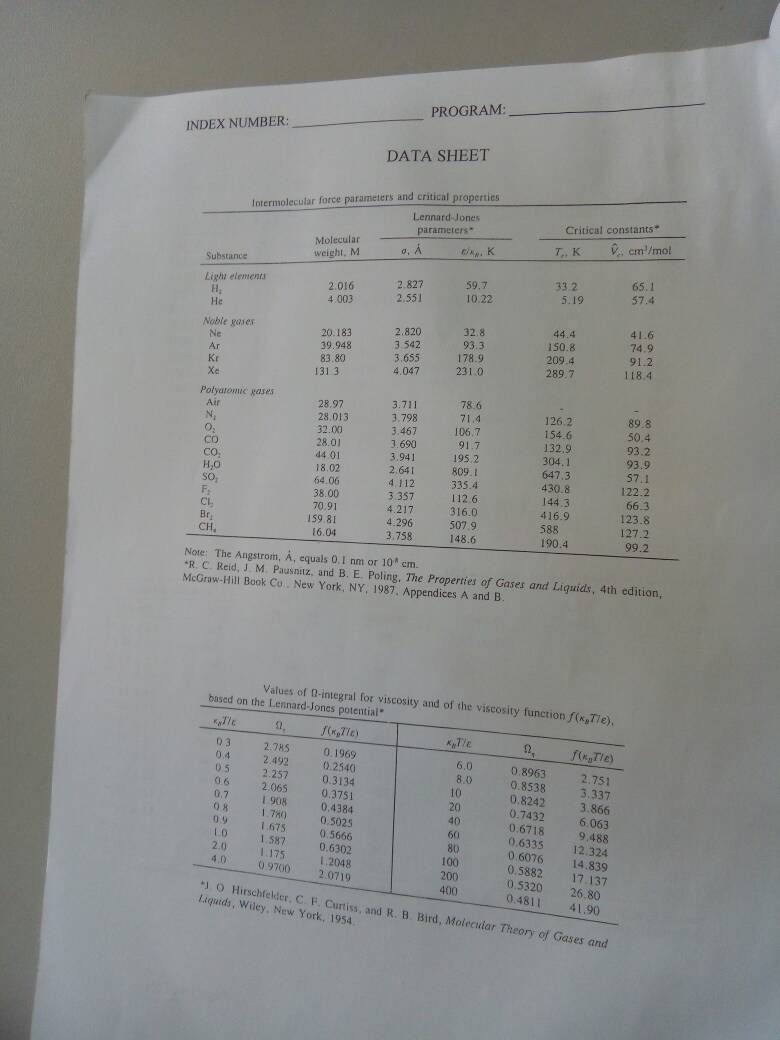 INDEX NUMBER: ____________ PROGRAM: ____________
DATA SHEET
Intermolecular force parameters and critical properties
Lennard-Jones
parameters* Critical constants*
Molecular
Substance weight, M σ, Å ε/κB, K Tc, K V̂c, cm³/mol
Light elements
H₂ 2.016 2.827 59.7 33.2 65.1
He 4.003 2.551 10.22 5.19 57.4
Noble gases
Ne 20.183 2.820 32.8 44.4 41.6
Ar 39.948 3.542 93.3 150.8 74.9
Kr 83.80 3.655 178.9 209.4 91.2
Xe 131.3 4.047 231.0 289.7 118.4
Polyatomic gases
Air 28.97 3.711 78.6 - -
N₂ 28.013 3.798 71.4 126.2 89.8
O₂ 32.00 3.467 106.7 154.6 50.4
CO 28.01 3.690 91.7 132.9 93.2
CO₂ 44.01 3.941 195.2 304.1 93.9
H₂O 18.02 2.641 809.1 647.3 57.1
SO₂ 64.06 4.112 335.4 430.8 122.2
F₂ 38.00 3.357 112.6 144.3 66.3
Cl₂ 70.91 4.217 316.0 416.9 123.8
Br₂ 159.81 4.296 507.9 588 127.2
CH₄ 16.04 3.758 148.6 190.4 99.2
Note: The Angstrom, Å, equals 0.1 nm or 10⁻⁸ cm.
*R. C. Reid, J. M. Pausnitz, and B. E. Poling, The Properties of Gases and Liquids, 4th edition,
McGraw-Hill Book Co., New York, NY, 1987, Appendices A and B.
Values of Ω-integral for viscosity and of the viscosity function f(κBT/ε),
based on the Lennard-Jones potential*
κBT/ε Ωη f(κBT/ε) κBT/ε Ωη f(κBT/ε)
0.3 2.785 0.1969 6.0 0.8963 2.751
0.4 2.492 0.2540 8.0 0.8538 3.337
0.5 2.257 0.3134 10 0.8242 3.866
0.6 2.065 0.3751 20 0.7432 6.063
0.7 1.908 0.4384 40 0.6718 9.488
0.8 1.780 0.5025 60 0.6335 12.324
0.9 1.675 0.5666 80 0.6076 14.839
1.0 1.587 0.6302 100 0.5882 17.137
2.0 1.175 1.2048 200 0.5320 26.80
4.0 0.9700 2.0719 400 0.4811 41.90
*J. O. Hirschfelder, C. F. Curtiss, and R. B. Bird, Molecular Theory of Gases and
Liquids, Wiley, New York, 1954.